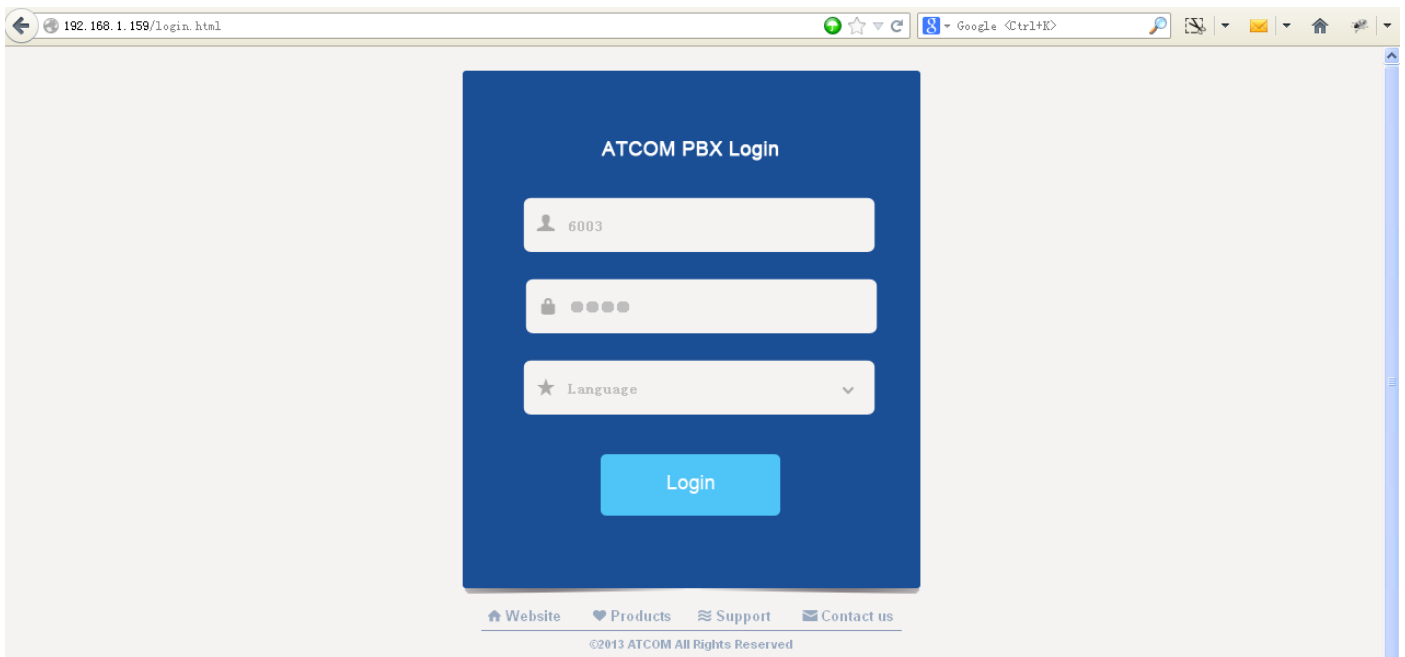 192.168.1.159/login.html
8 - Google <Ctrl+K>
ATCOM PBX Login
6003
Language
Login
Website Products Support Contact us
©2013 ATCOM All Rights Reserved